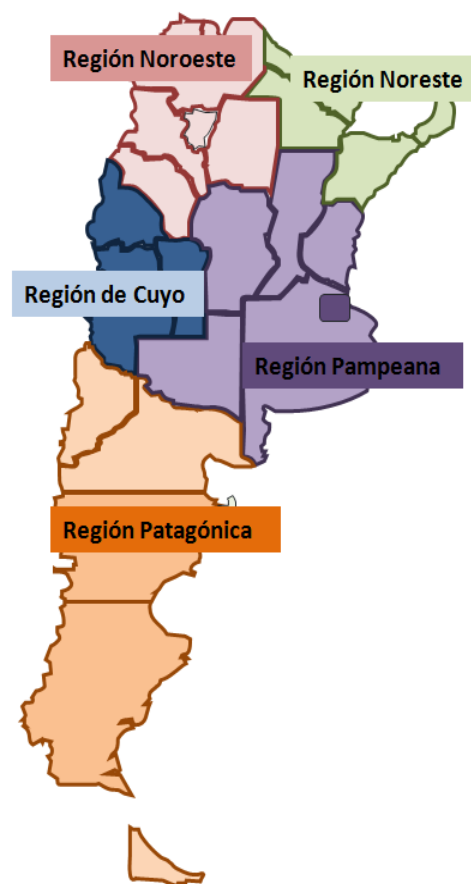 Región Noroeste
Región Noreste
Región de Cuyo
Región Pampeana
Región Patagónica